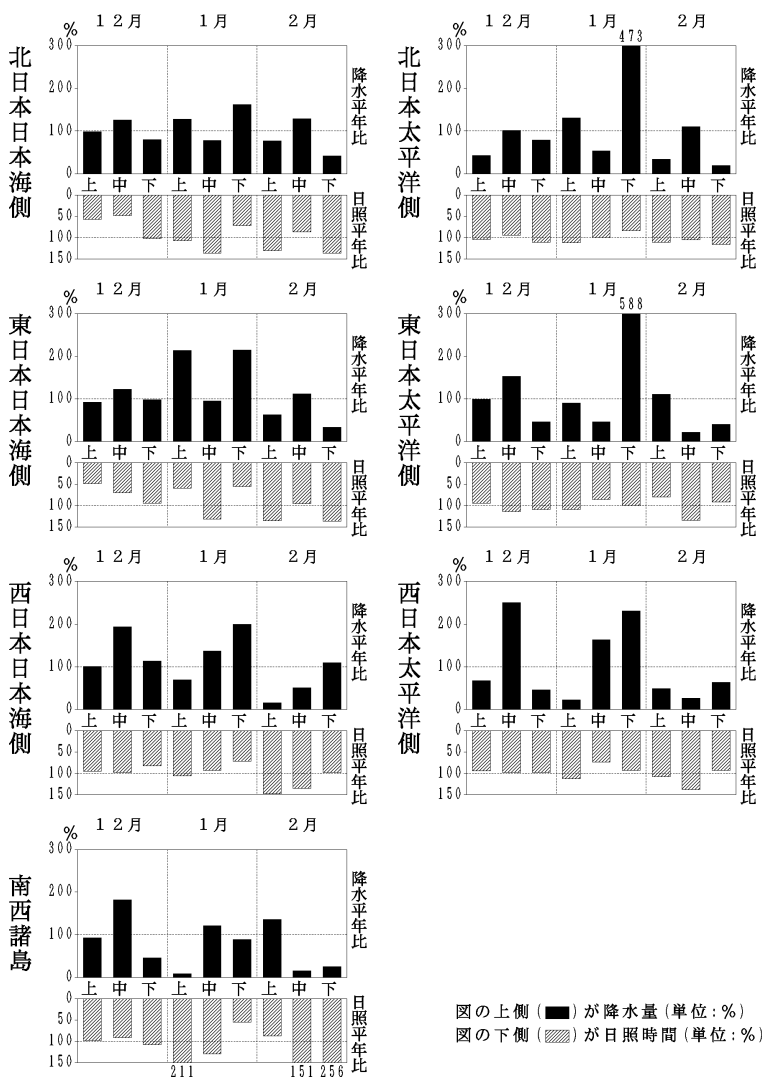 北日本日本海側
% 12月 1月 2月
300
200
100
0
降水平年比
上 中 下 上 中 下 上 中 下
0
50
100
150
日照平年比
北日本太平洋側
% 12月 1月 2月
473
300
200
100
0
降水平年比
上 中 下 上 中 下 上 中 下
0
50
100
150
日照平年比
東日本日本海側
% 12月 1月 2月
300
200
100
0
降水平年比
上 中 下 上 中 下 上 中 下
0
50
100
150
日照平年比
東日本太平洋側
% 12月 1月 2月
588
300
200
100
0
降水平年比
上 中 下 上 中 下 上 中 下
0
50
100
150
日照平年比
西日本日本海側
% 12月 1月 2月
300
200
100
0
降水平年比
上 中 下 上 中 下 上 中 下
0
50
100
150
日照平年比
西日本太平洋側
% 12月 1月 2月
300
200
100
0
降水平年比
上 中 下 上 中 下 上 中 下
0
50
100
150
日照平年比
南西諸島
% 12月 1月 2月
300
200
100
0
降水平年比
上 中 下 上 中 下 上 中 下
0
50
100
150
日照平年比
211 151 256
図の上側(■)が降水量(単位:%)
図の下側(▨)が日照時間(単位:%)